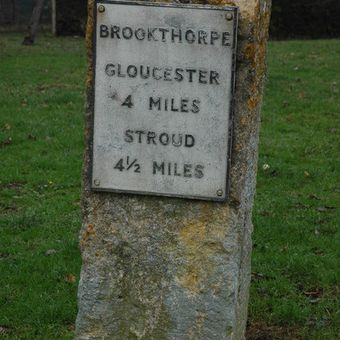 BROOKTHORPE
GLOUCESTER
4 MILES
STROUD
4½ MILES